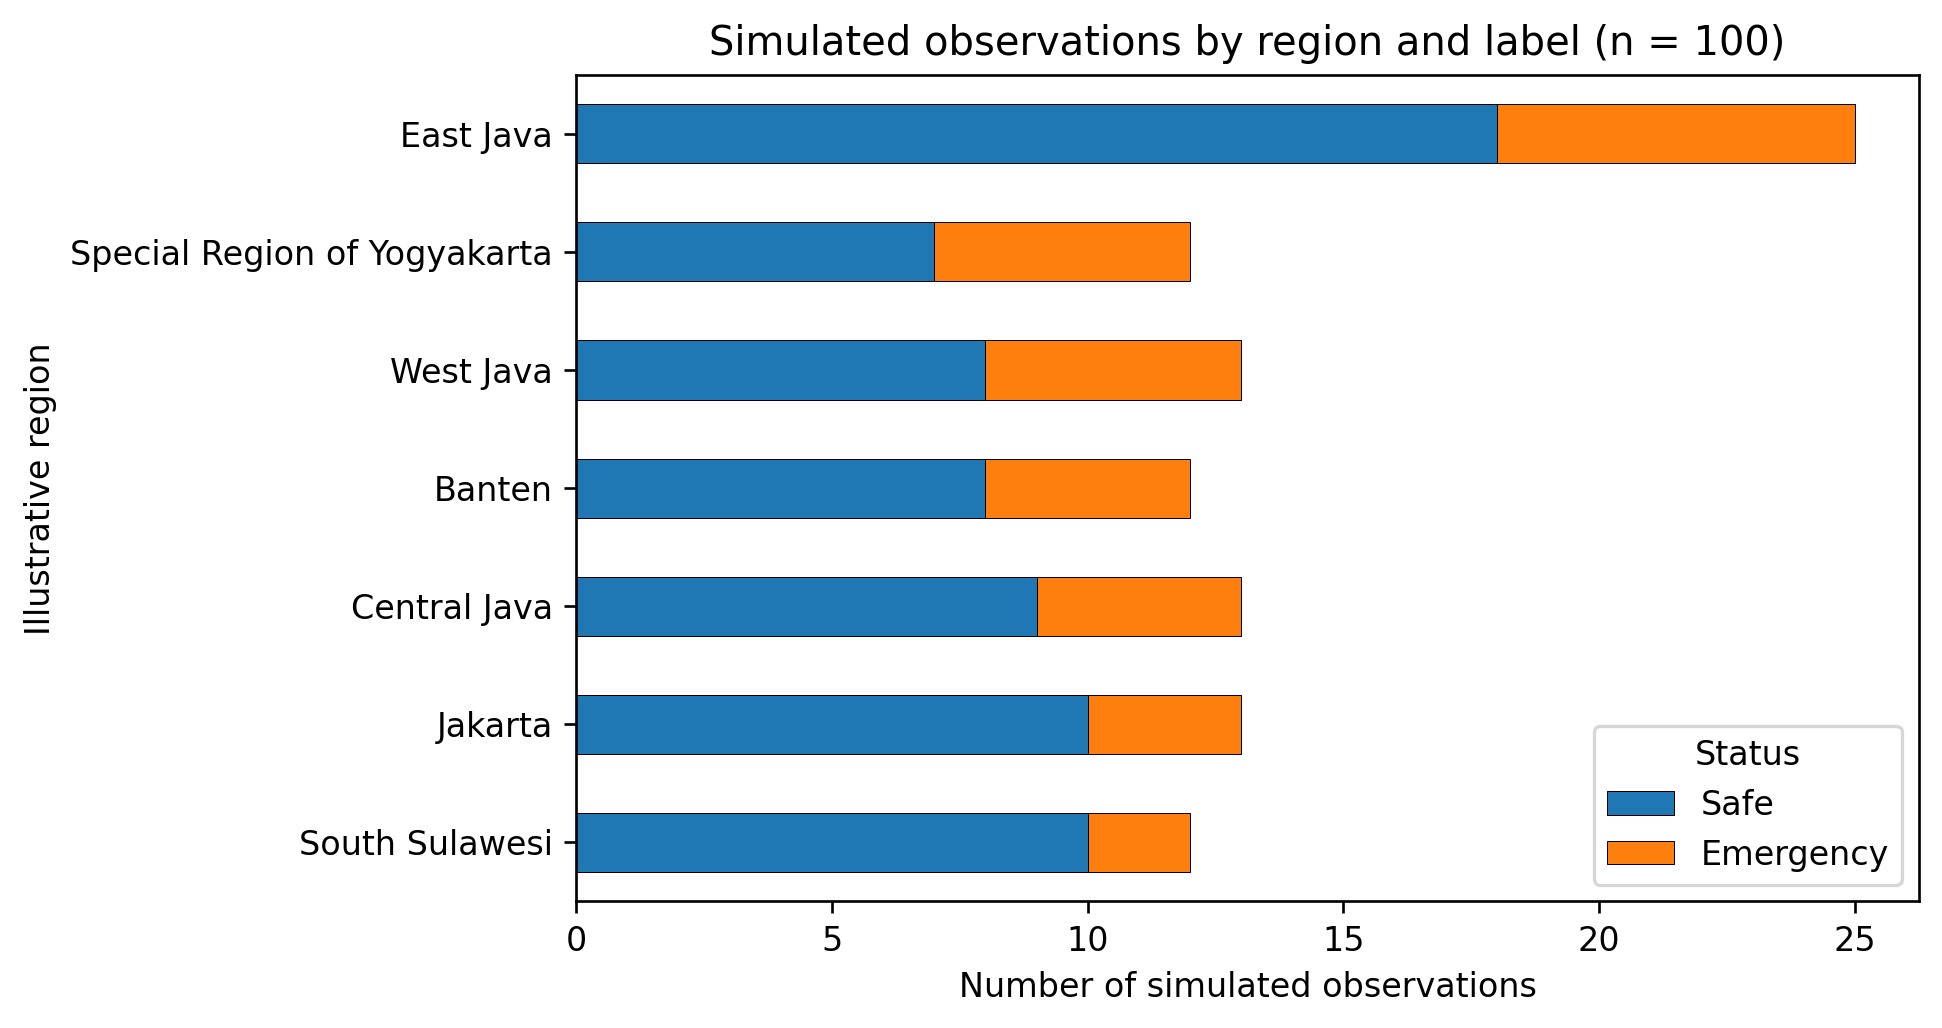 Simulated observations by region and label (n = 100)
Illustrative region
East Java
Special Region of Yogyakarta
West Java
Banten
Central Java
Jakarta
South Sulawesi
Status
Safe
Emergency
0 5 10 15 20 25
Number of simulated observations